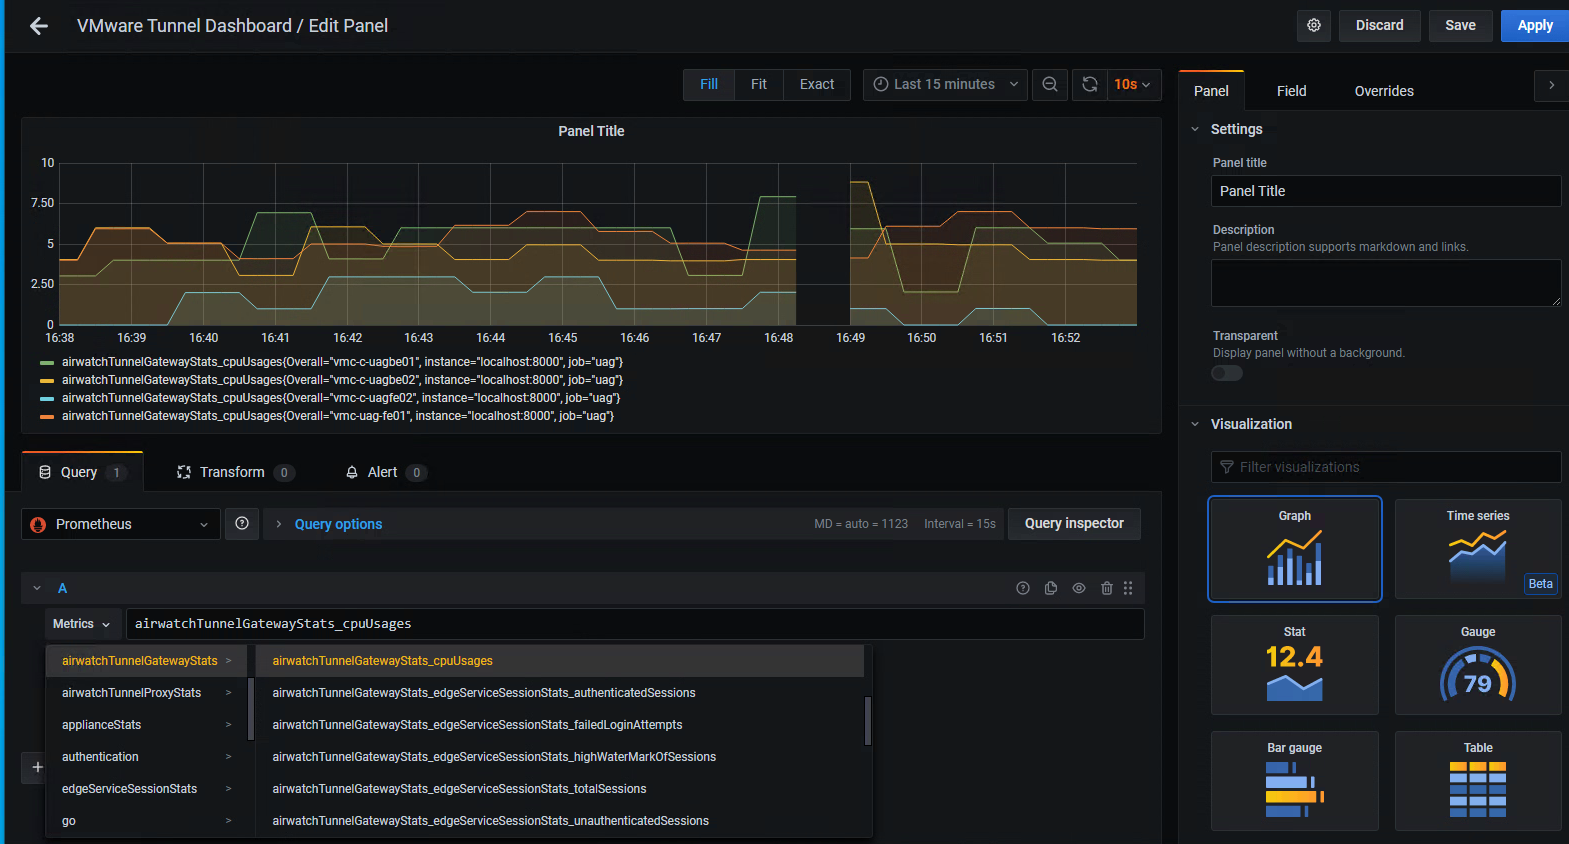 VMware Tunnel Dashboard / Edit Panel
Discard
Save
Apply
Fill
Fit
Exact
Last 15 minutes
10s
Panel
Field
Overrides
Panel Title
10
7.50
5
2.50
0
16:38 16:39 16:40 16:41 16:42 16:43 16:44 16:45 16:46 16:47 16:48 16:49 16:50 16:51 16:52
airwatchTunnelGatewayStats_cpuUsages{Overall="vmc-c-uagbe01", instance="localhost:8000", job="uag"}
airwatchTunnelGatewayStats_cpuUsages{Overall="vmc-c-uagbe02", instance="localhost:8000", job="uag"}
airwatchTunnelGatewayStats_cpuUsages{Overall="vmc-c-uagfe02", instance="localhost:8000", job="uag"}
airwatchTunnelGatewayStats_cpuUsages{Overall="vmc-uag-fe01", instance="localhost:8000", job="uag"}
Query 1
Transform 0
Alert 0
Prometheus
Query options
MD = auto = 1123
Interval = 15s
Query inspector
A
Metrics
airwatchTunnelGatewayStats_cpuUsages
airwatchTunnelGatewayStats >
airwatchTunnelProxyStats >
applianceStats >
authentication >
edgeServiceSessionStats >
go >
airwatchTunnelGatewayStats_cpuUsages
airwatchTunnelGatewayStats_edgeServiceSessionStats_authenticatedSessions
airwatchTunnelGatewayStats_edgeServiceSessionStats_failedLoginAttempts
airwatchTunnelGatewayStats_edgeServiceSessionStats_highWaterMarkOfSessions
airwatchTunnelGatewayStats_edgeServiceSessionStats_totalSessions
airwatchTunnelGatewayStats_edgeServiceSessionStats_unauthenticatedSessions
+
Settings
Panel title
Panel Title
Description
Panel description supports markdown and links.
Transparent
Display panel without a background.
Visualization
Filter visualizations
Graph
Time series
Beta
Stat
12.4
Gauge
79
Bar gauge
Table